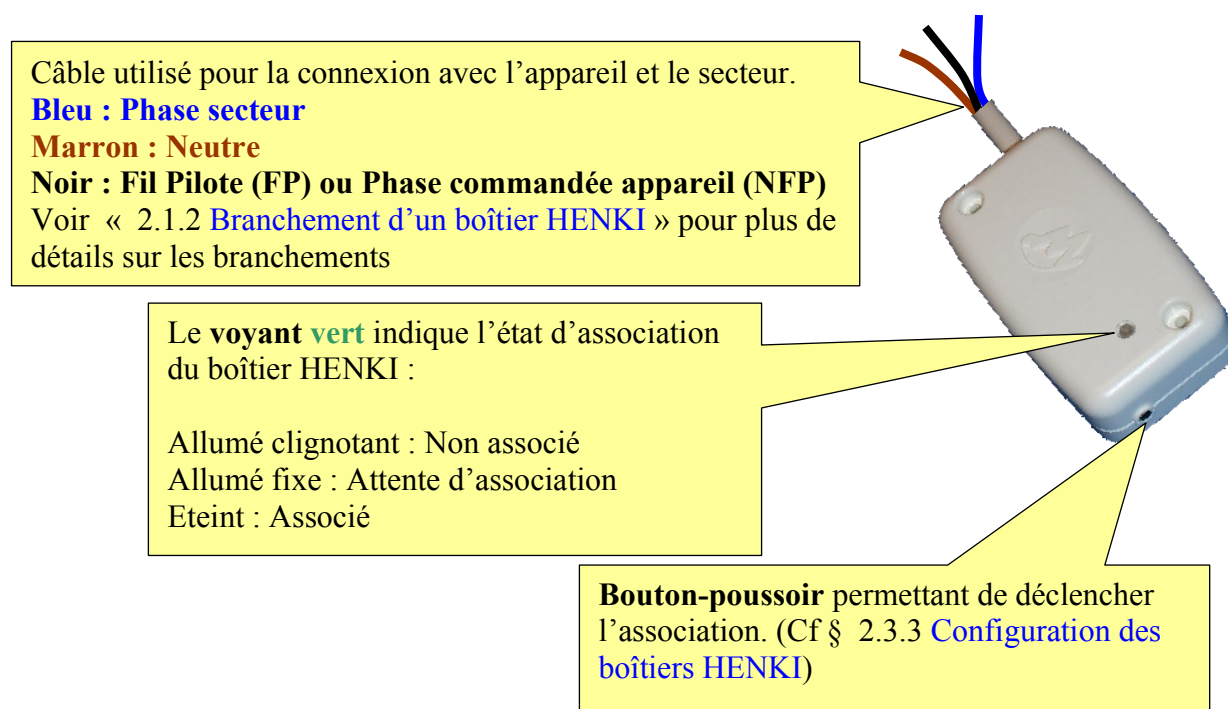 Câble utilisé pour la connexion avec l’appareil et le secteur.
Bleu : Phase secteur
Marron : Neutre
Noir : Fil Pilote (FP) ou Phase commandée appareil (NFP)
Voir « 2.1.2 Branchement d’un boîtier HENKI » pour plus de
détails sur les branchements
Le voyant vert indique l’état d’association
du boîtier HENKI :
Allumé clignotant : Non associé
Allumé fixe : Attente d’association
Eteint : Associé
Bouton-poussoir permettant de déclencher
l’association. (Cf § 2.3.3 Configuration des
boîtiers HENKI)